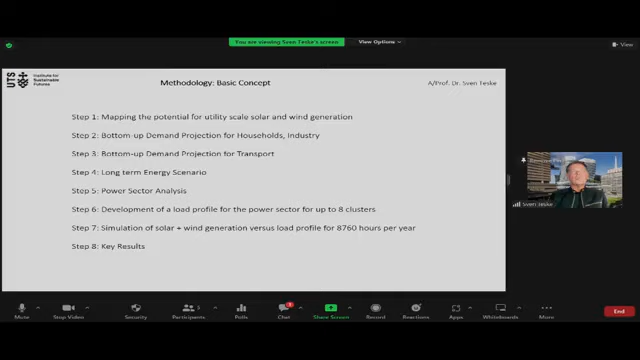 You are viewing Sven Teske's screen
View Options
View
UTS
Institute for
Sustainable
Futures
Methodology: Basic Concept
A/Prof. Dr. Sven Teske
Step 1: Mapping the potential for utility scale solar and wind generation
Step 2: Bottom-up Demand Projection for Households, Industry
Step 3: Bottom-up Demand Projection for Transport
Step 4: Long term Energy Scenario
Step 5: Power Sector Analysis
Step 6: Development of a load profile for the power sector for up to 8 clusters
Step 7: Simulation of solar + wind generation versus load profile for 8760 hours per year
Step 8: Key Results
Sven Teske
Mute
Stop Video
Security
Participants
Polls
Chat
Share Screen
Record
Reactions
Apps
Whiteboards
More
End